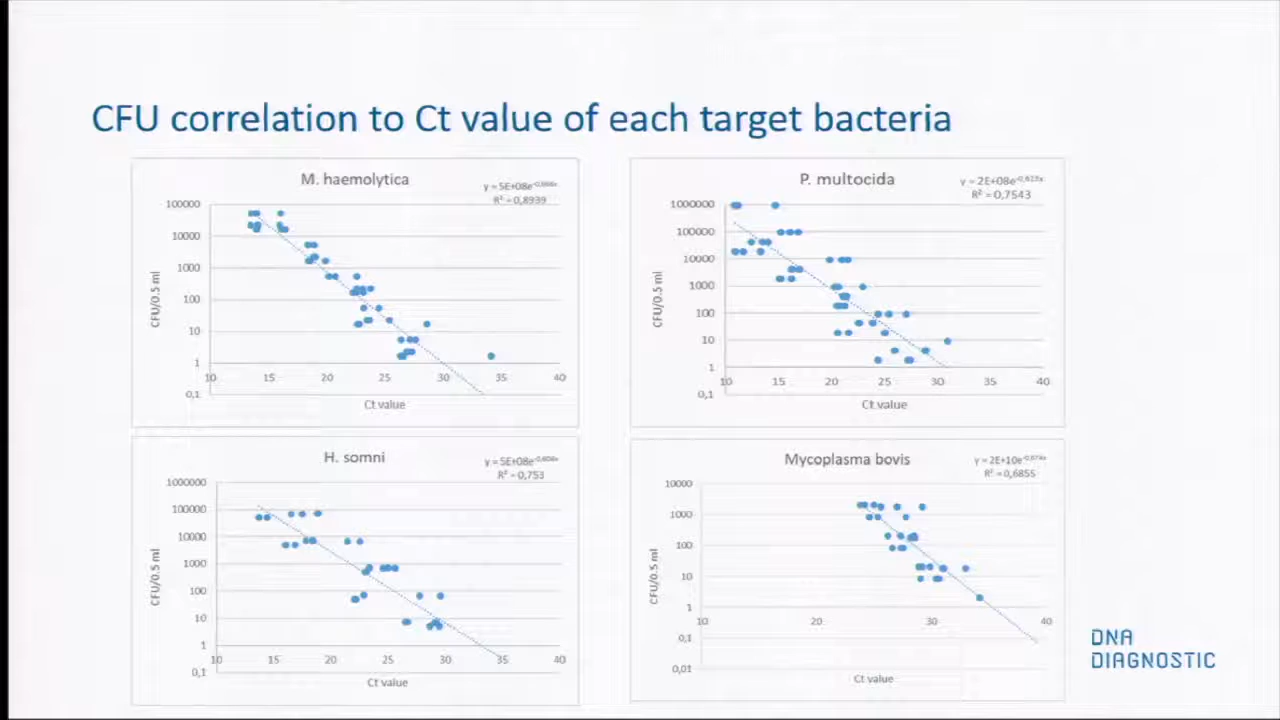 CFU correlation to Ct value of each target bacteria
M. haemolytica
R² = 0,8939
100000
10000
1000
100
10
1
0,1
10 15 20 25 30 35 40
CFU/0.5 ml
Ct value
P. multocida
R² = 0,7543
1000000
100000
10000
1000
100
10
1
0,1
10 15 20 25 30 35 40
CFU/0.5 ml
Ct value
H. somni
R² = 0,753
1000000
100000
10000
1000
100
10
1
0,1
10 15 20 25 30 35 40
CFU/0.5 ml
Ct value
Mycoplasma bovis
R² = 0,6855
10000
1000
100
10
1
0,1
0,01
10 20 30 40
CFU/0.5 ml
Ct value
DNA
DIAGNOSTIC